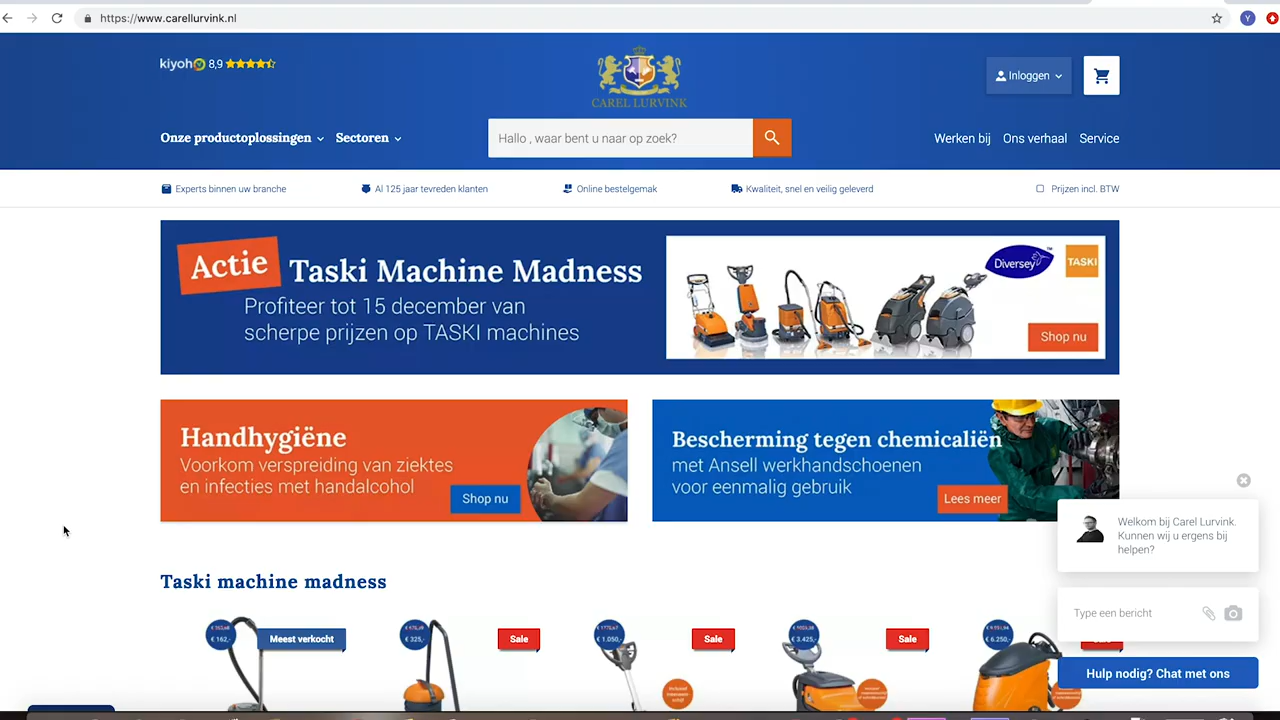 https://www.carellurvink.nl
Y
kiyoh 8,9
CAREL LURVINK
Inloggen
Onze productoplossingen
Sectoren
Hallo , waar bent u naar op zoek?
Werken bij
Ons verhaal
Service
Experts binnen uw branche
Al 125 jaar tevreden klanten
Online bestelgemak
Kwaliteit, snel en veilig geleverd
Prijzen incl. BTW
Actie
Taski Machine Madness
Profiteer tot 15 december van
scherpe prijzen op TASKI machines
Diversey™
TASKI
Shop nu
Handhygiëne
Voorkom verspreiding van ziektes
en infecties met handalcohol
Shop nu
Bescherming tegen chemicaliën
met Ansell werkhandschoenen
voor eenmalig gebruik
Lees meer
Welkom bij Carel Lurvink.
Kunnen wij u ergens bij
helpen?
Taski machine madness
Type een bericht
€ 162,-
Meest verkocht
€ 325,-
Sale
€ 1.050,-
Sale
€ 3.425,-
Sale
€ 6.250,-
Hulp nodig? Chat met ons